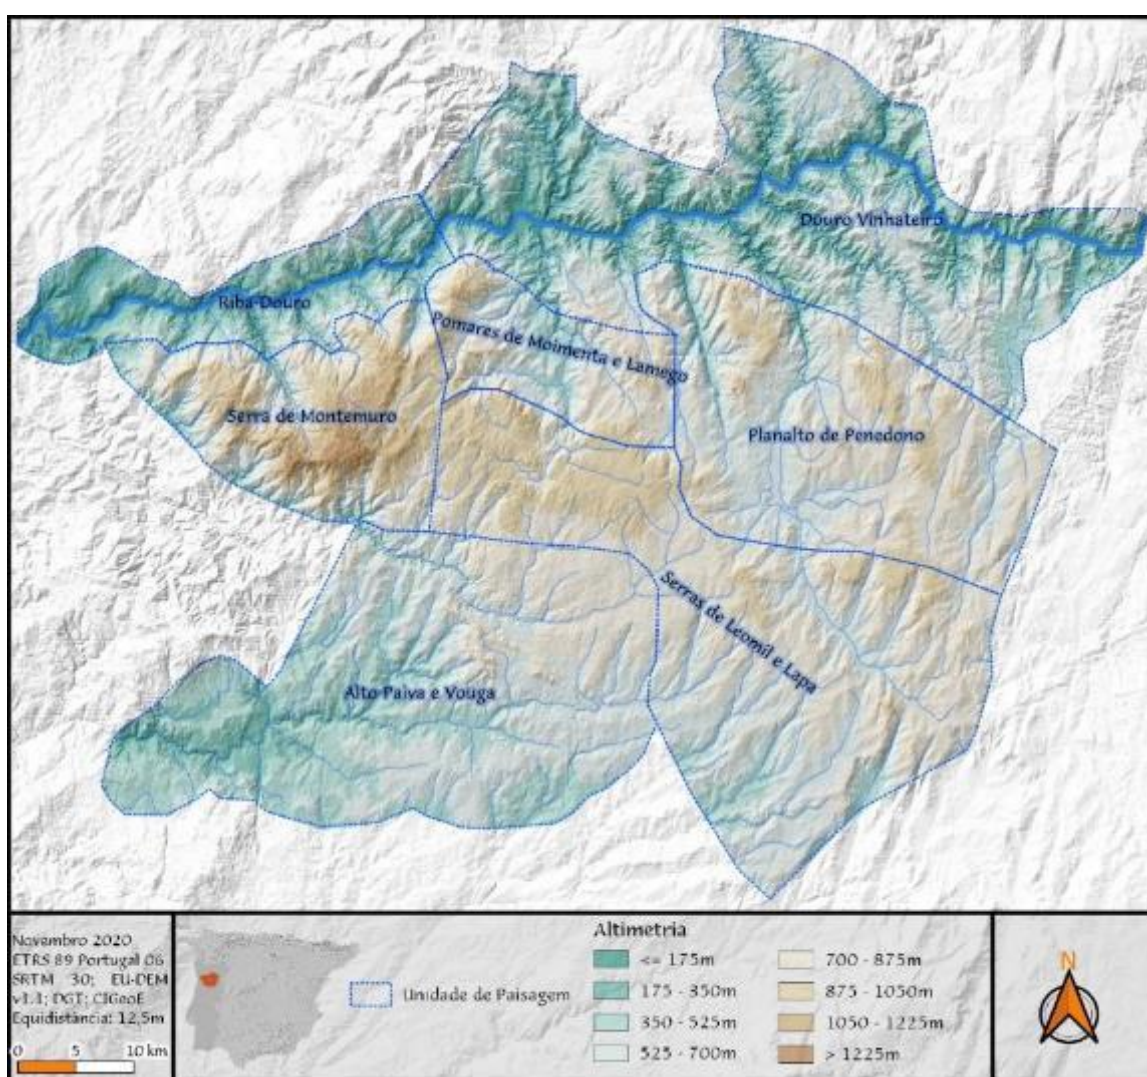 Douro Vinhateiro
Riba-Douro
Pomares de Moimenta e Lamego
Serra de Montemuro
Planalto de Penedono
Serras de Leomil e Lapa
Alto Paiva e Vouga
Novembro 2020
ETRS 89 Portugal 06
SRTM 30; EU-DEM
v1.1; DGT; CIGeoE
Equidistância: 12,5m
0 5 10 km
Unidade de Paisagem
Altimetria
<= 175m
175 - 350m
350 - 525m
525 - 700m
700 - 875m
875 - 1050m
1050 - 1225m
> 1225m
N